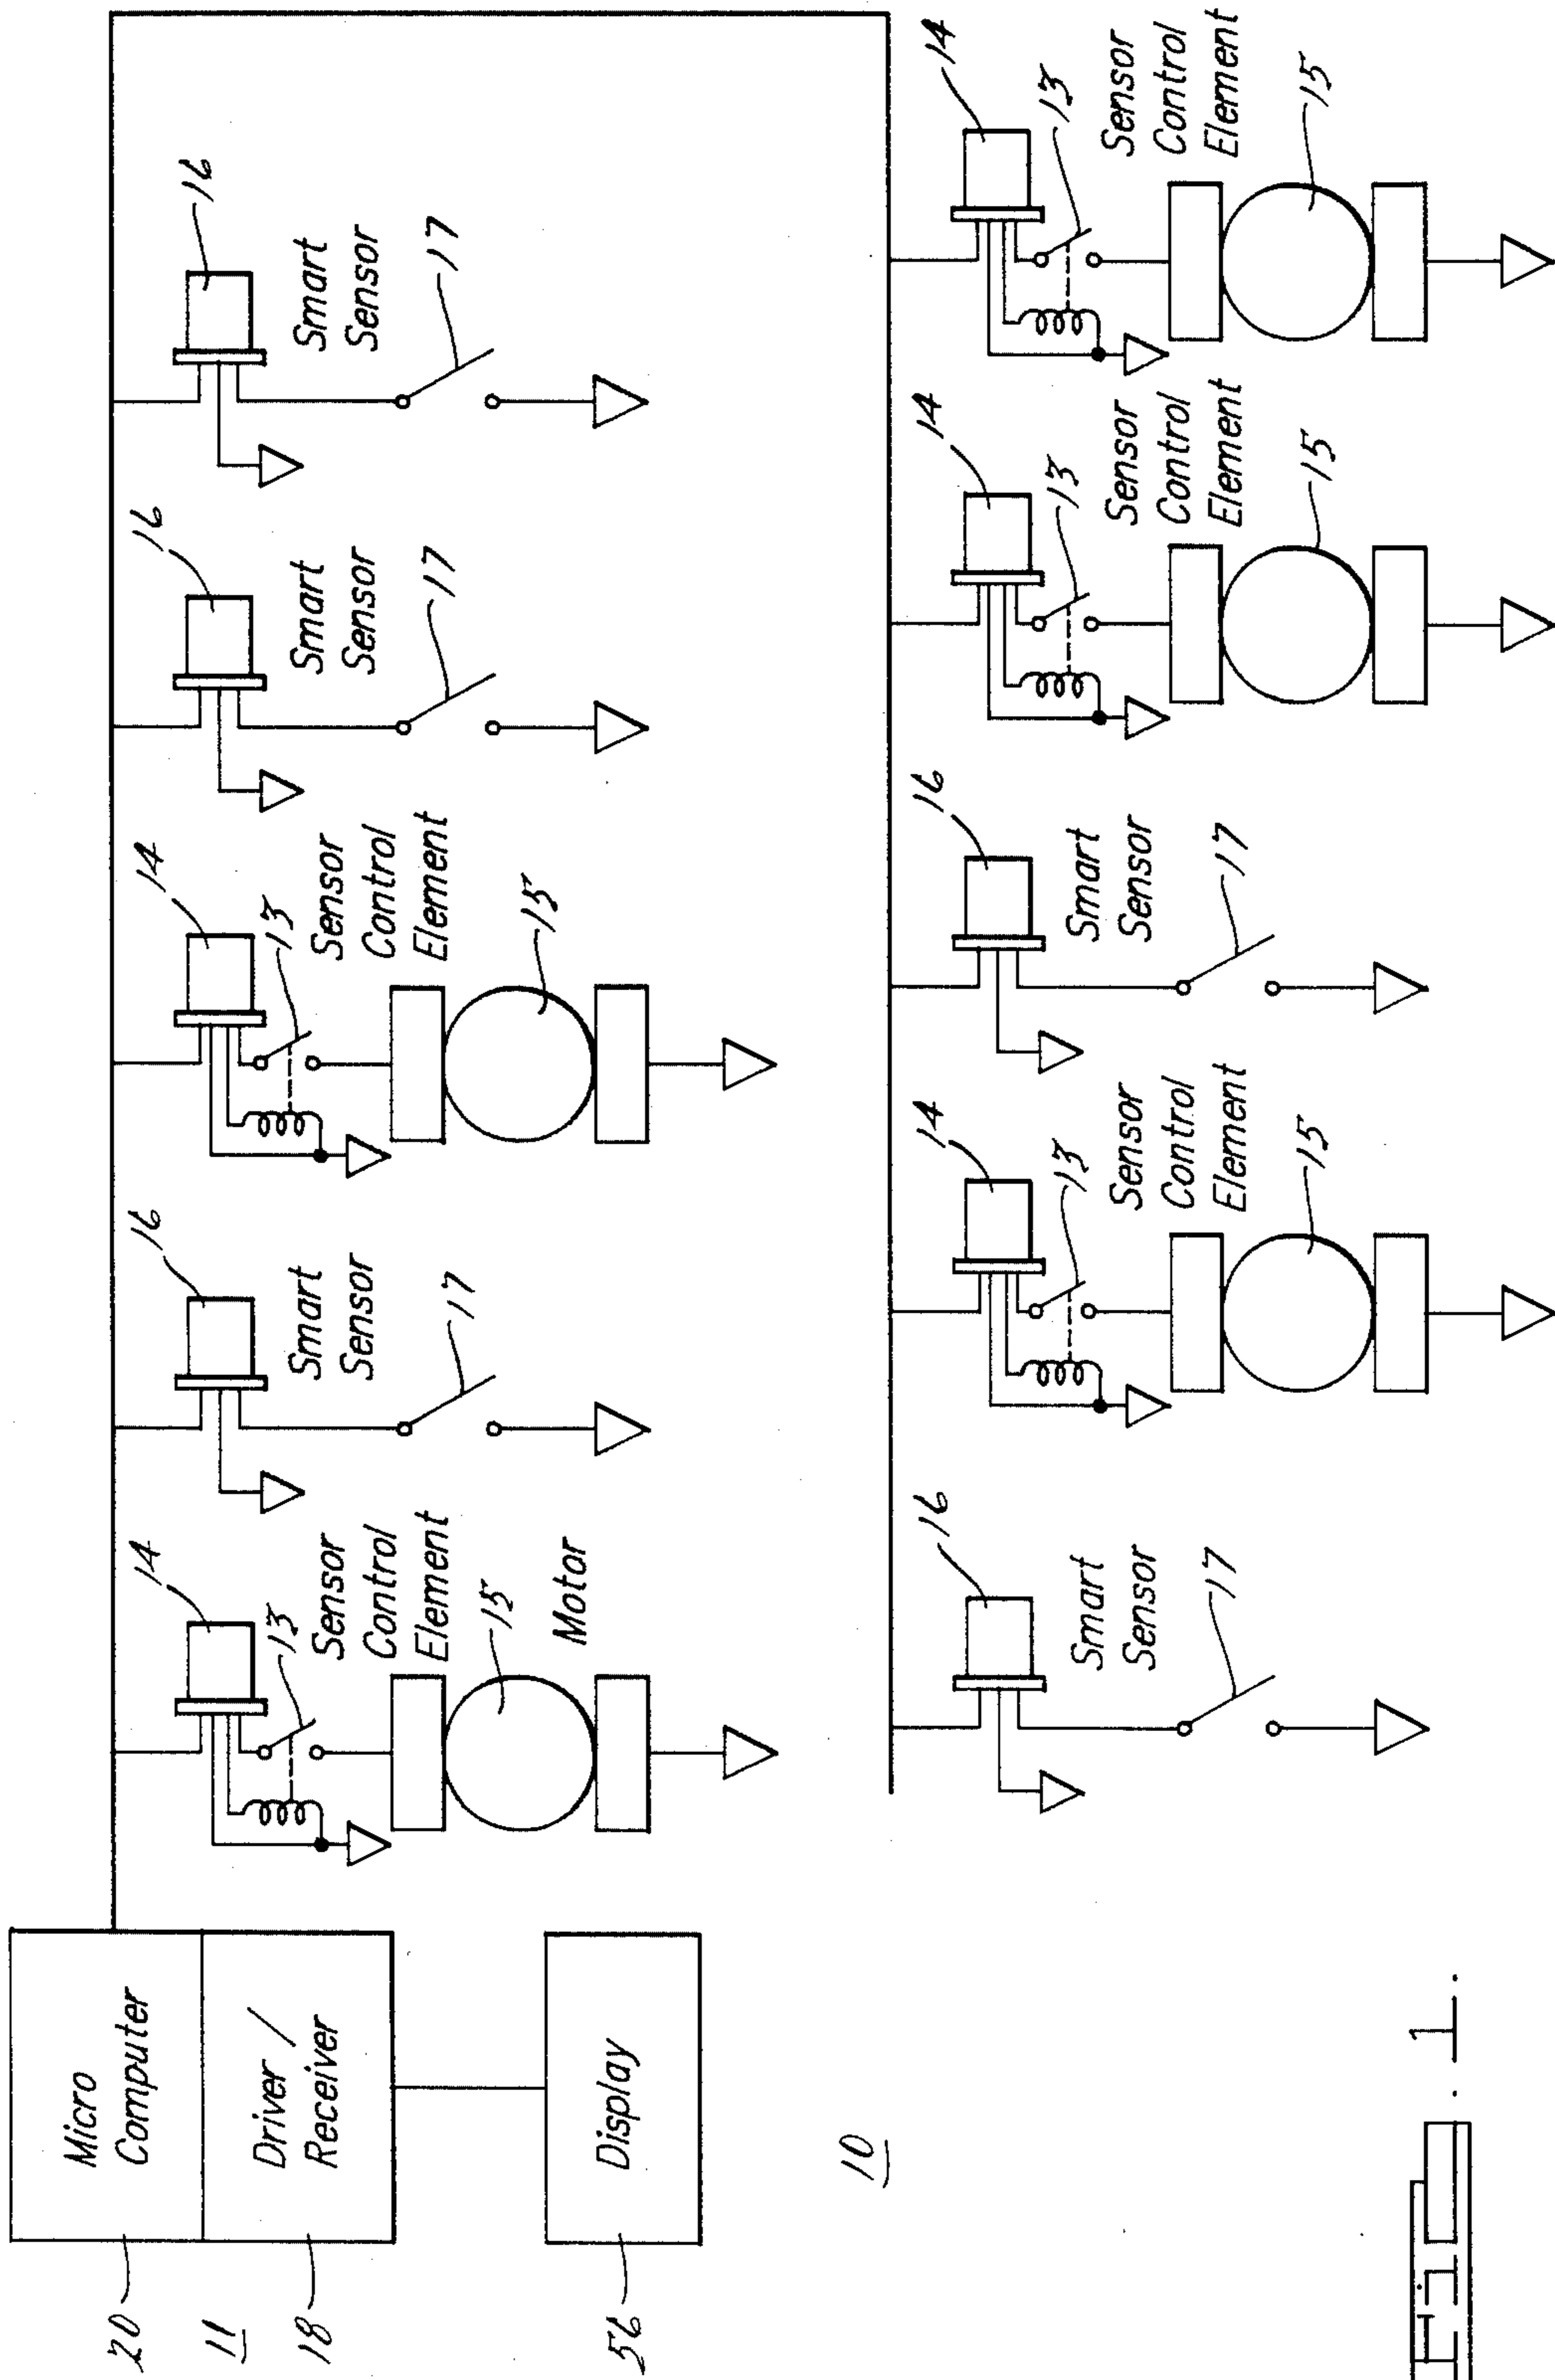 20
Micro
Computer
11
18
Driver /
Receiver
56
Display
14
13
Sensor
Control
Element
15
Motor
16
Smart
Sensor
17
14
13
Sensor
Control
Element
15
16
Smart
Sensor
17
16
Smart
Sensor
17
10
16
Smart
Sensor
17
14
13
Sensor
Control
Element
15
16
Smart
Sensor
17
14
13
Sensor
Control
Element
15
14
13
Sensor
Control
Element
15
Fig. 1.